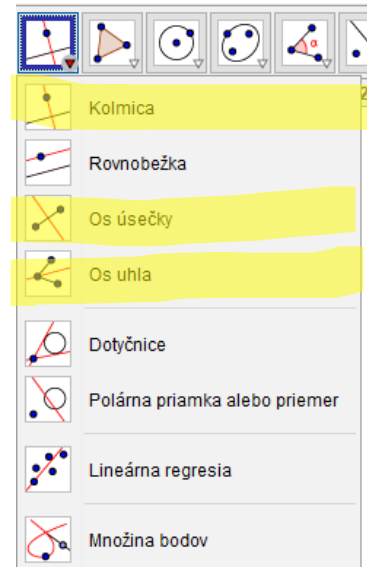 α
Kolmica
Rovnobežka
Os úsečky
Os uhla
Dotyčnice
Polárna priamka alebo priemer
Lineárna regresia
Množina bodov